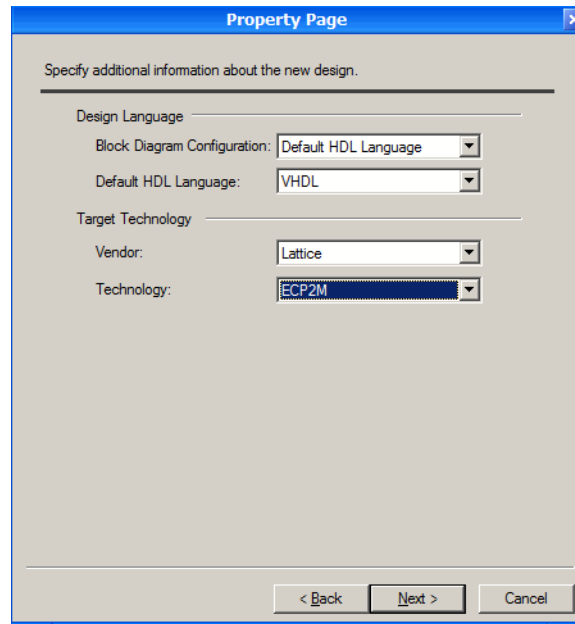 Property Page
Specify additional information about the new design.
Design Language
Block Diagram Configuration: Default HDL Language
Default HDL Language: VHDL
Target Technology
Vendor: Lattice
Technology: ECP2M
< Back Next > Cancel